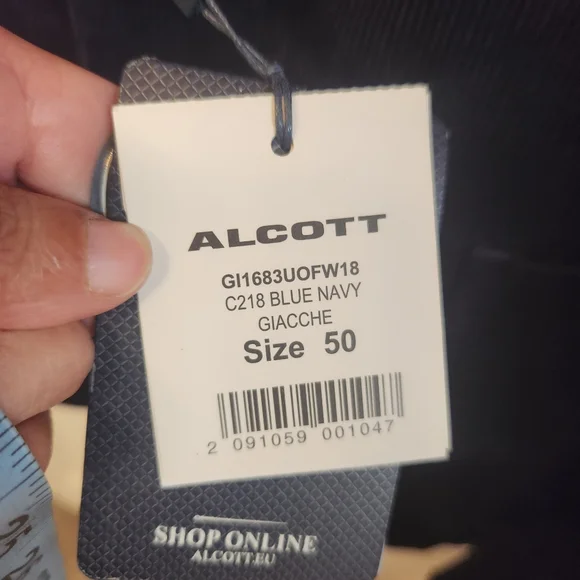 ALCOTT
GI1683UOFW18
C218 BLUE NAVY
GIACCHE
Size 50
2 091059 001047
SHOP ONLINE
ALCOTT.EU